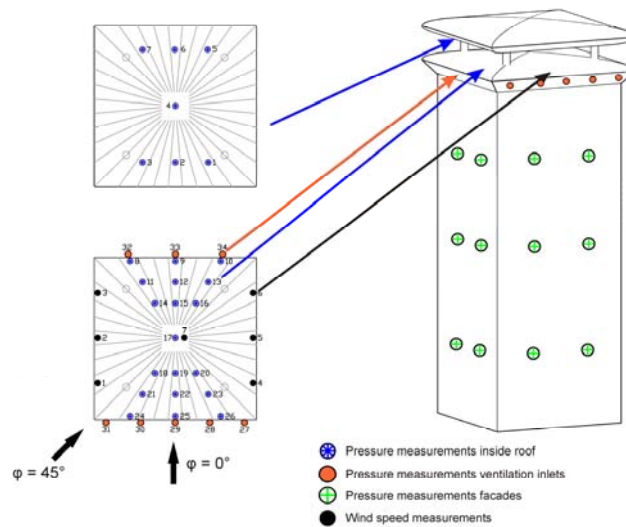 7 6 5
4
3 2 1
32 33 34
8 9 10
11 12 13
3 6
14 15 16
7
2 17 5
18 19 20
1 4
21 22 23
24 25 26
31 30 29 28 27
φ = 45°
φ = 0°
Pressure measurements inside roof
Pressure measurements ventilation inlets
Pressure measurements facades
Wind speed measurements